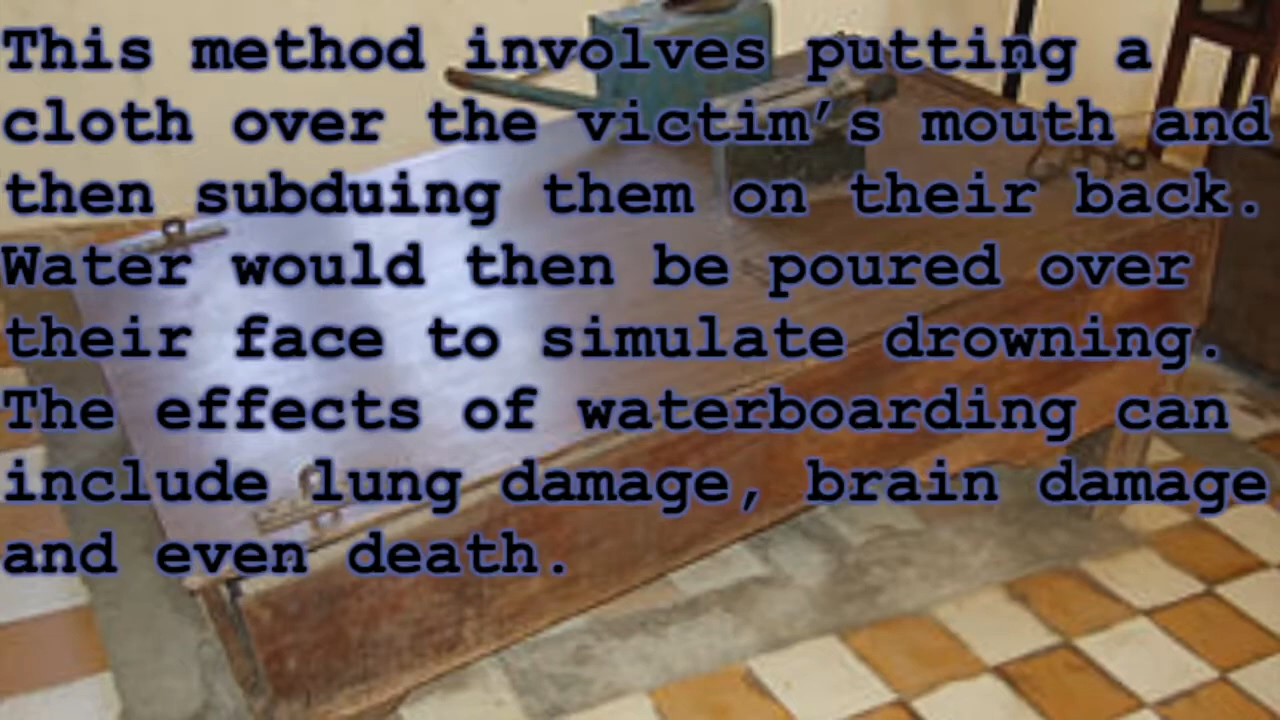 This method involves putting a
cloth over the victim’s mouth and
then subduing them on their back.
Water would then be poured over
their face to simulate drowning.
The effects of waterboarding can
include lung damage, brain damage
and even death.